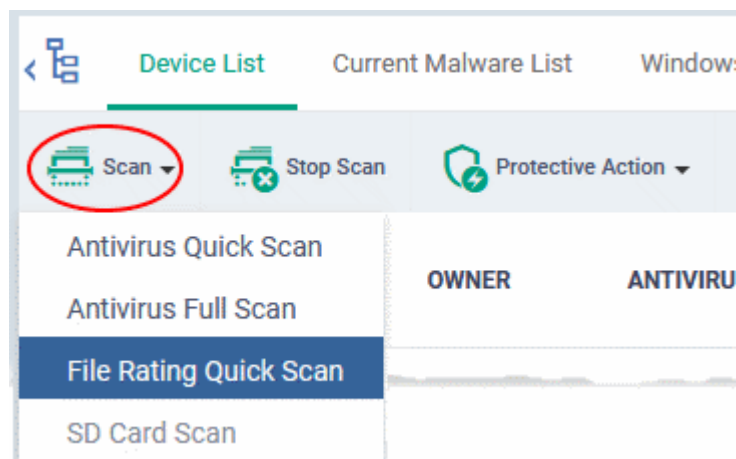 Device List Current Malware List Windows
Scan Stop Scan Protective Action
Antivirus Quick Scan
OWNER ANTIVIRU
Antivirus Full Scan
File Rating Quick Scan
SD Card Scan